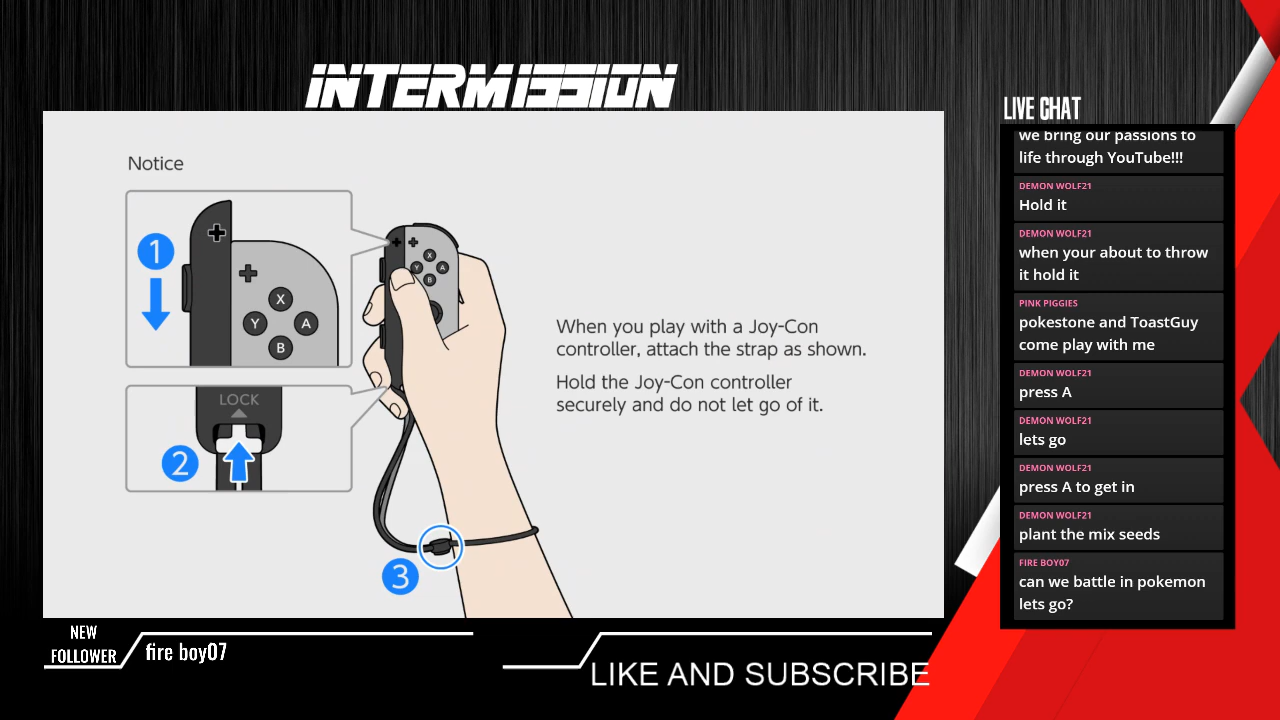 INTERMISSION
Notice
1
X
Y
A
B
X
Y
A
B
LOCK
2
3
When you play with a Joy-Con
controller, attach the strap as shown.
Hold the Joy-Con controller
securely and do not let go of it.
LIVE CHAT
we bring our passions to
life through YouTube!!!
DEMON WOLF21
Hold it
DEMON WOLF21
when your about to throw
it hold it
PINK PIGGIES
pokestone and ToastGuy
come play with me
DEMON WOLF21
press A
DEMON WOLF21
lets go
DEMON WOLF21
press A to get in
DEMON WOLF21
plant the mix seeds
FIRE BOY07
can we battle in pokemon
lets go?
NEW
FOLLOWER
fire boy07
LIKE AND SUBSCRIBE